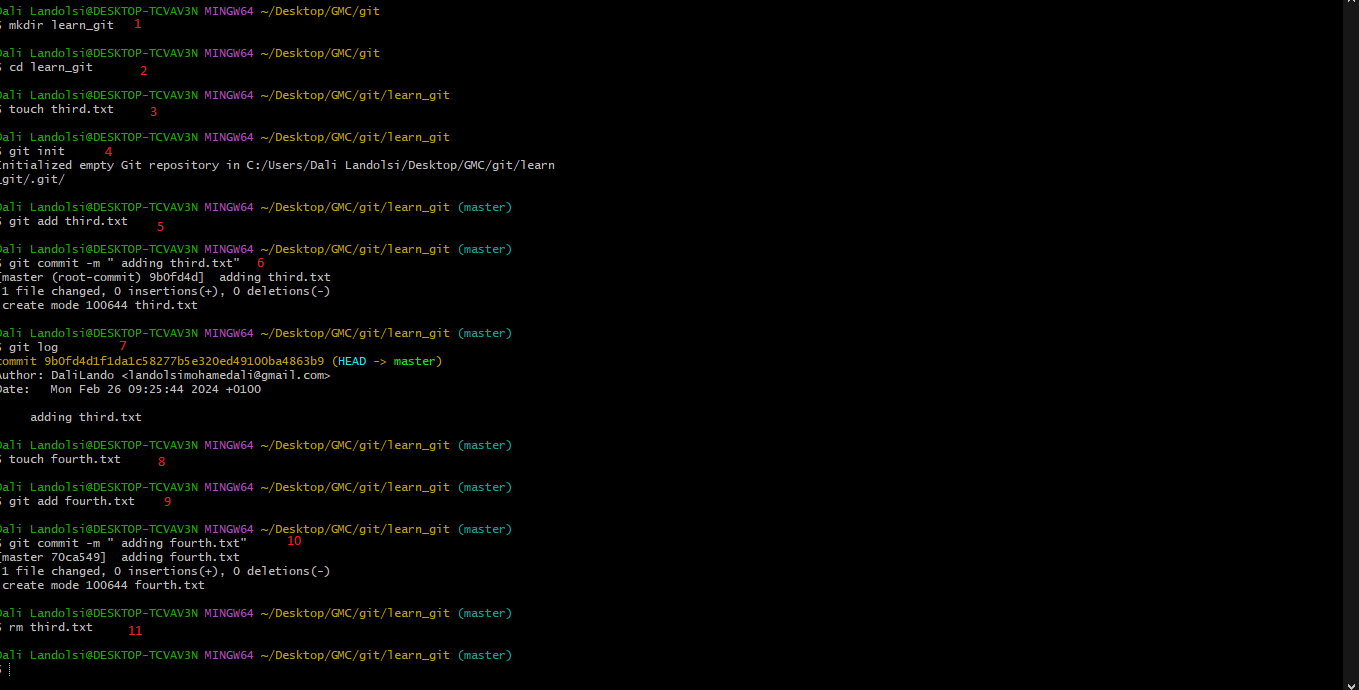 Dali Landolsi@DESKTOP-TCVAV3N MINGW64 ~/Desktop/GMC/git
$ mkdir learn_git 1
Dali Landolsi@DESKTOP-TCVAV3N MINGW64 ~/Desktop/GMC/git
$ cd learn_git 2
Dali Landolsi@DESKTOP-TCVAV3N MINGW64 ~/Desktop/GMC/git/learn_git
$ touch third.txt 3
Dali Landolsi@DESKTOP-TCVAV3N MINGW64 ~/Desktop/GMC/git/learn_git
$ git init 4
Initialized empty Git repository in C:/Users/Dali Landolsi/Desktop/GMC/git/learn
_git/.git/
Dali Landolsi@DESKTOP-TCVAV3N MINGW64 ~/Desktop/GMC/git/learn_git (master)
$ git add third.txt 5
Dali Landolsi@DESKTOP-TCVAV3N MINGW64 ~/Desktop/GMC/git/learn_git (master)
$ git commit -m " adding third.txt" 6
[master (root-commit) 9b0fd4d]  adding third.txt
1 file changed, 0 insertions(+), 0 deletions(-)
create mode 100644 third.txt
Dali Landolsi@DESKTOP-TCVAV3N MINGW64 ~/Desktop/GMC/git/learn_git (master)
$ git log 7
commit 9b0fd4d1f1da1c58277b5e320ed49100ba4863b9 (HEAD -> master)
Author: DaliLando <landolsimohamedali@gmail.com>
Date:   Mon Feb 26 09:25:44 2024 +0100
adding third.txt
Dali Landolsi@DESKTOP-TCVAV3N MINGW64 ~/Desktop/GMC/git/learn_git (master)
$ touch fourth.txt 8
Dali Landolsi@DESKTOP-TCVAV3N MINGW64 ~/Desktop/GMC/git/learn_git (master)
$ git add fourth.txt 9
Dali Landolsi@DESKTOP-TCVAV3N MINGW64 ~/Desktop/GMC/git/learn_git (master)
$ git commit -m " adding fourth.txt" 10
[master 70ca549]  adding fourth.txt
1 file changed, 0 insertions(+), 0 deletions(-)
create mode 100644 fourth.txt
Dali Landolsi@DESKTOP-TCVAV3N MINGW64 ~/Desktop/GMC/git/learn_git (master)
$ rm third.txt 11
Dali Landolsi@DESKTOP-TCVAV3N MINGW64 ~/Desktop/GMC/git/learn_git (master)
$